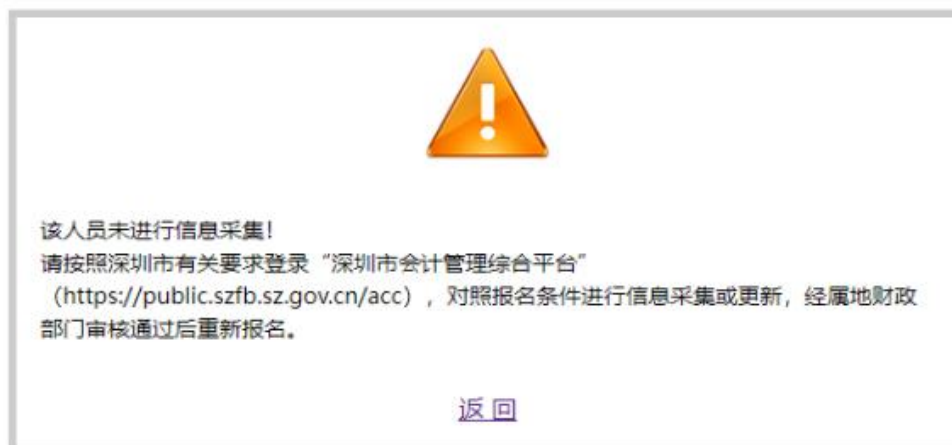 该人员未进行信息采集！
请按照深圳市有关要求登录“深圳市会计管理综合平台”
（https://public.szfb.sz.gov.cn/acc），对照报名条件进行信息采集或更新，经属地财政
部门审核通过后重新报名。
返 回